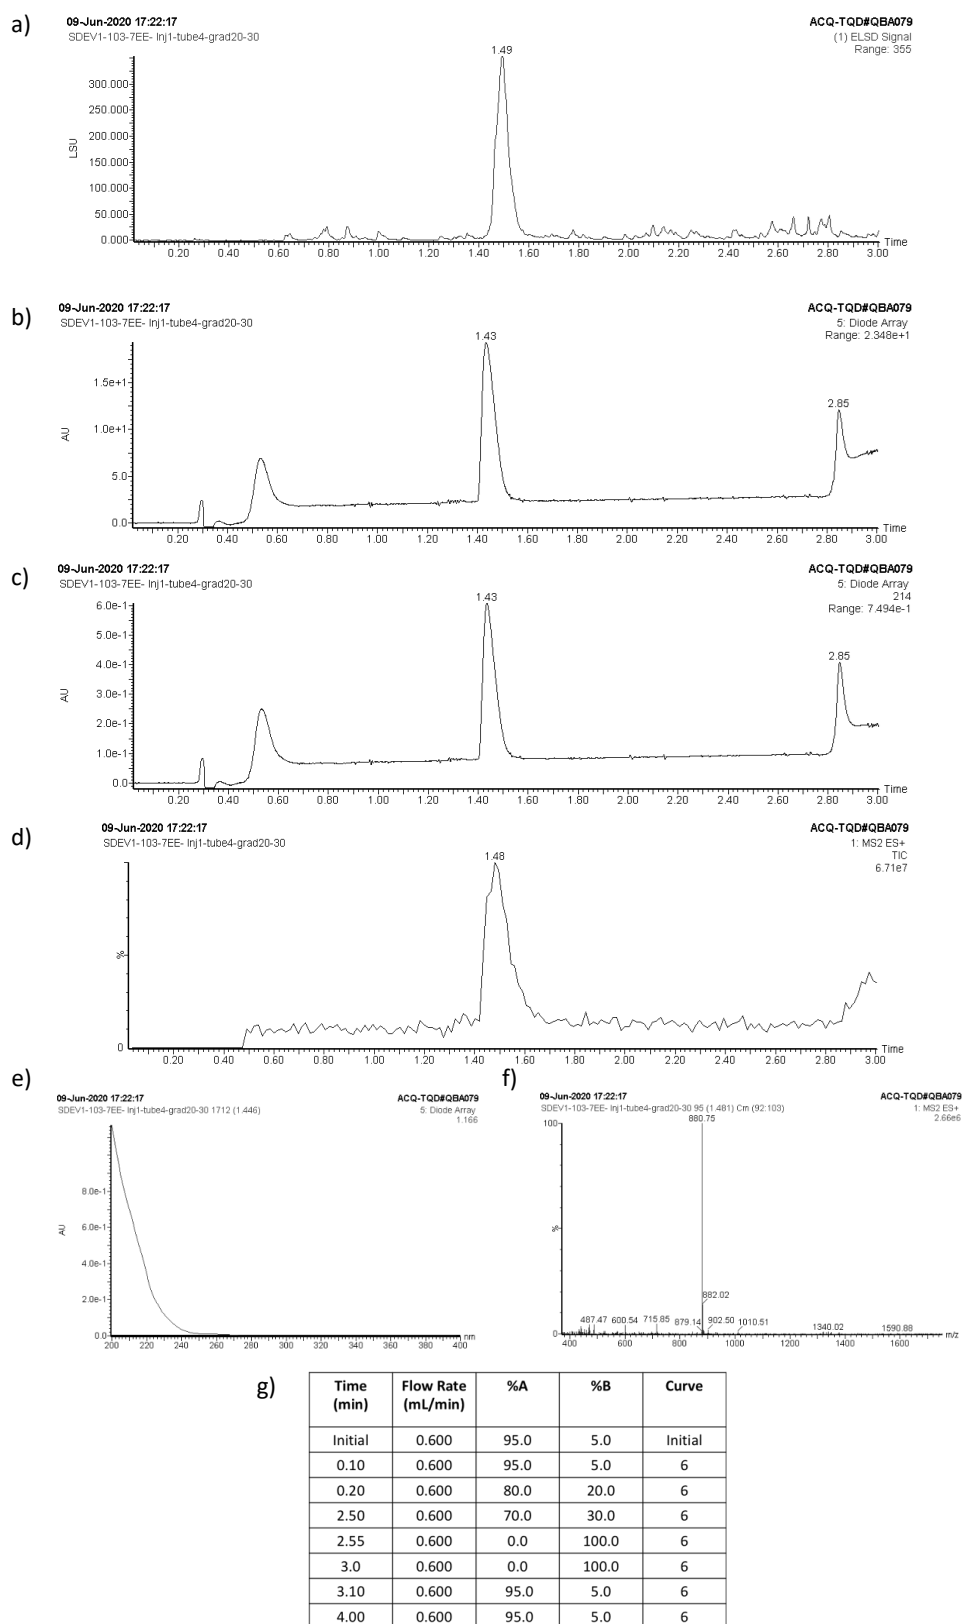 a)
09-Jun-2020 17:22:17 ACQ-TQD#QBA079
SDEV1-103-7EE- Inj1-tube4-grad20-30 (1) ELSD Signal
Range: 355
1.49
300.000
250.000
200.000
150.000
100.000
50.000
0.000
LSU
0.20 0.40 0.60 0.80 1.00 1.20 1.40 1.60 1.80 2.00 2.20 2.40 2.60 2.80 3.00
Time
b)
09-Jun-2020 17:22:17 ACQ-TQD#QBA079
SDEV1-103-7EE- Inj1-tube4-grad20-30 5: Diode Array
Range: 2.348e+1
1.43
2.85
1.5e+1
1.0e+1
5.0
0.0
AU
0.20 0.40 0.60 0.80 1.00 1.20 1.40 1.60 1.80 2.00 2.20 2.40 2.60 2.80 3.00
Time
c)
09-Jun-2020 17:22:17 ACQ-TQD#QBA079
SDEV1-103-7EE- Inj1-tube4-grad20-30 5: Diode Array
214
Range: 7.494e-1
1.43
2.85
6.0e-1
5.0e-1
4.0e-1
3.0e-1
2.0e-1
1.0e-1
0.0
AU
0.20 0.40 0.60 0.80 1.00 1.20 1.40 1.60 1.80 2.00 2.20 2.40 2.60 2.80 3.00
Time
d)
09-Jun-2020 17:22:17 ACQ-TQD#QBA079
SDEV1-103-7EE- Inj1-tube4-grad20-30 1: MS2 ES+
TIC
6.71e7
1.48
%
0
0.20 0.40 0.60 0.80 1.00 1.20 1.40 1.60 1.80 2.00 2.20 2.40 2.60 2.80 3.00
Time
e)
09-Jun-2020 17:22:17 ACQ-TQD#QBA079
SDEV1-103-7EE- Inj1-tube4-grad20-30 1712 (1.446) 5: Diode Array
1.166
8.0e-1
6.0e-1
4.0e-1
2.0e-1
0.0
AU
200 220 240 260 280 300 320 340 360 380 400
nm
f)
09-Jun-2020 17:22:17 ACQ-TQD#QBA079
SDEV1-103-7EE- Inj1-tube4-grad20-30 95 (1.481) Cm (92:103) 1: MS2 ES+
2.66e6
100
880.75
%
882.02
487.47 600.54 715.85 879.14 902.50 1010.51 1340.02 1590.88
0
400 600 800 1000 1200 1400 1600
m/z
g)
Time (min) Flow Rate (mL/min) %A %B Curve
Initial 0.600 95.0 5.0 Initial
0.10 0.600 95.0 5.0 6
0.20 0.600 80.0 20.0 6
2.50 0.600 70.0 30.0 6
2.55 0.600 0.0 100.0 6
3.0 0.600 0.0 100.0 6
3.10 0.600 95.0 5.0 6
4.00 0.600 95.0 5.0 6